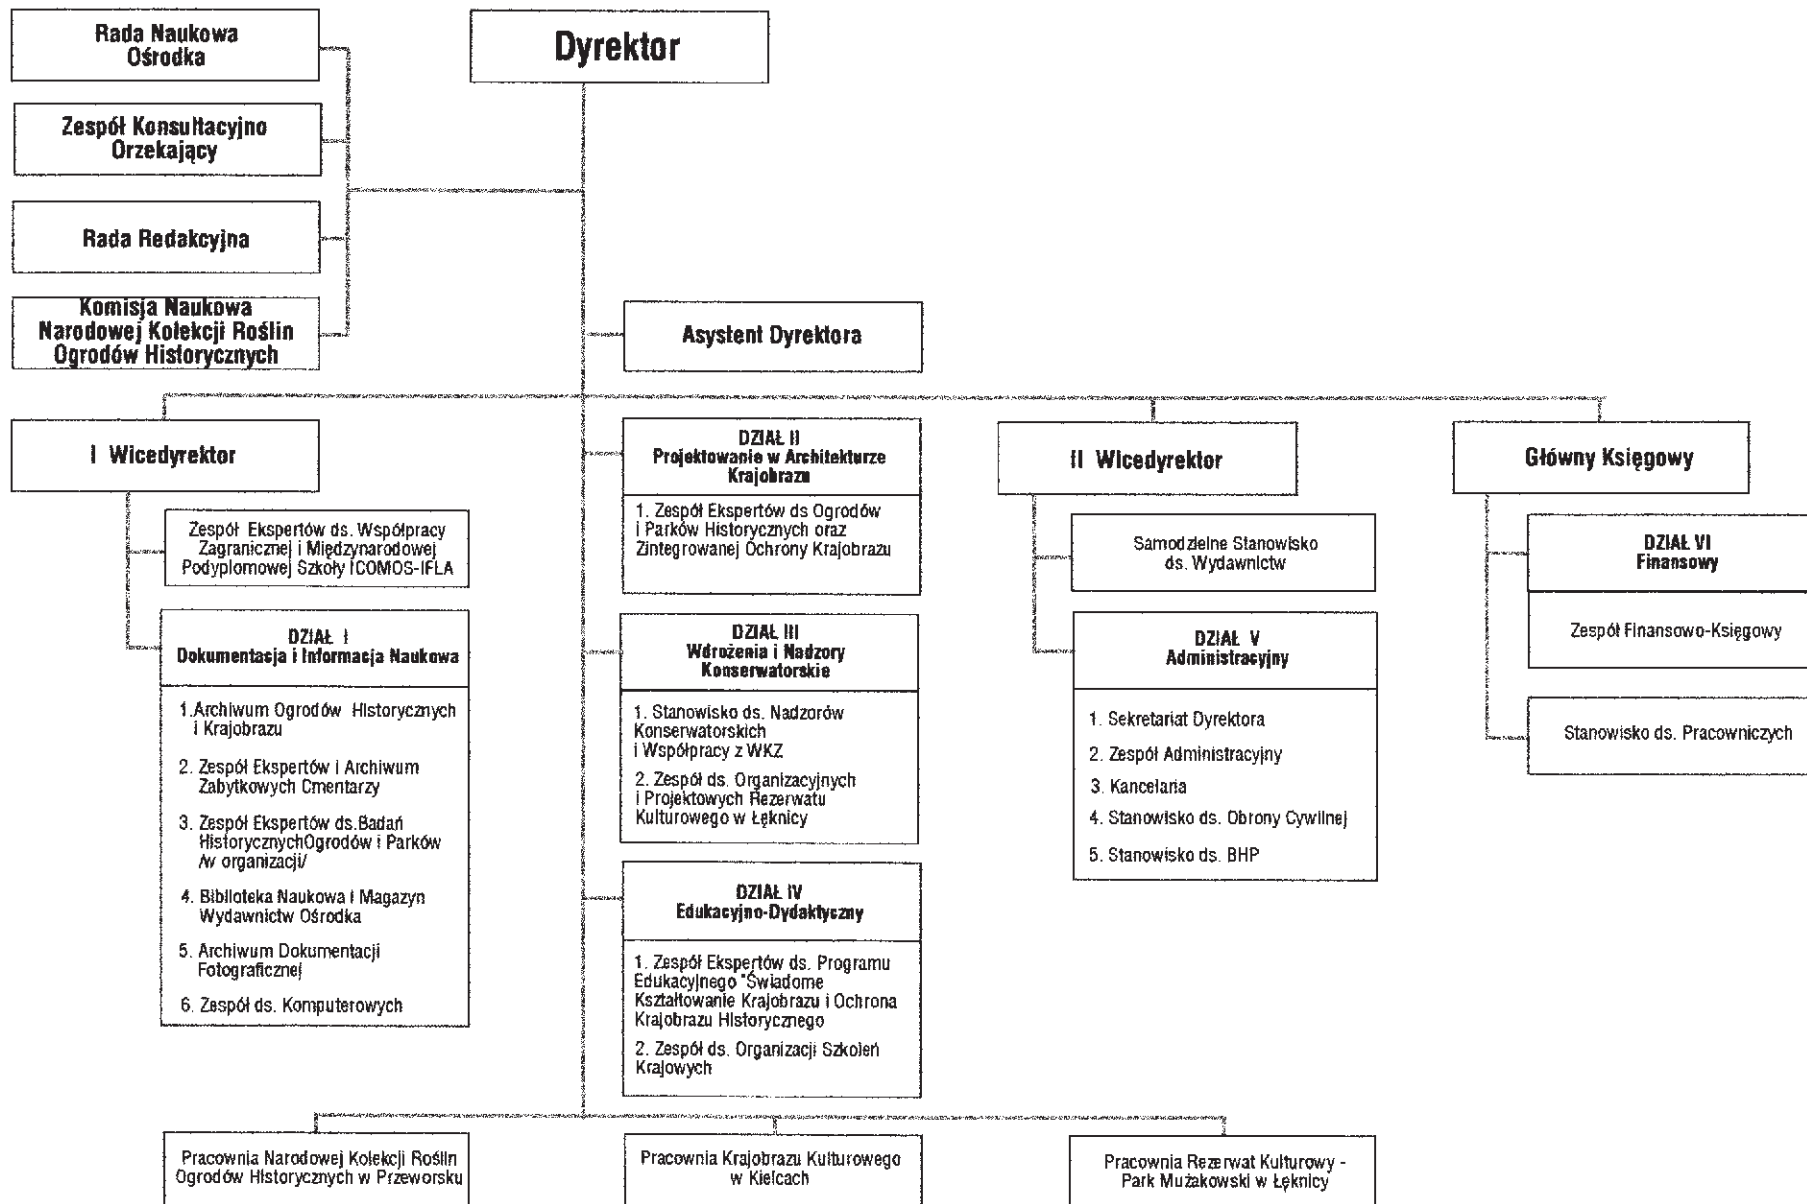 Rada Naukowa
Ośrodka
Dyrektor
Zespół Konsultacyjno
Orzekający
Rada Redakcyjna
Komisja Naukowa
Narodowej Kolekcji Roślin
Ogrodów Historycznych
Asystent Dyrektora
I Wicedyrektor
Zespół Ekspertów ds. Współpracy
Zagranicznej i Międzynarodowej
Podyplomowej Szkoły ICOMOS-IFLA
DZIAŁ I
Dokumentacja i Informacja Naukowa
1.Archiwum Ogrodów Historycznych
i Krajobrazu
2. Zespół Ekspertów i Archiwum
Zabytkowych Cmentarzy
3. Zespół Ekspertów ds.Badań
HistorycznychOgrodów i Parków
/w organizacji/
4. Biblioteka Naukowa i Magazyn
Wydawnictw Ośrodka
5. Archiwum Dokumentacji
Fotograficznej
6. Zespół ds. Komputerowych
DZIAŁ II
Projektowanie w Architekturze
Krajobrazu
1. Zespół Ekspertów ds Ogrodów
i Parków Historycznych oraz
Zintegrowanej Ochrony Krajobrazu
DZIAŁ III
Wdrożenia i Nadzory
Konserwatorskie
1. Stanowisko ds. Nadzorów
Konserwatorskich
i Współpracy z WKZ
2. Zespół ds. Organizacyjnych
i Projektowych Rezerwatu
Kulturowego w Łęknicy
DZIAŁ IV
Edukacyjno-Dydaktyczny
1. Zespół Ekspertów ds. Programu
Edukacyjnego "Świadome
Kształtowanie Krajobrazu i Ochrona
Krajobrazu Historycznego
2. Zespół ds. Organizacji Szkoleń
Krajowych
II Wicedyrektor
Samodzielne Stanowisko
ds. Wydawnictw
DZIAŁ V
Administracyjny
1. Sekretariat Dyrektora
2. Zespół Administracyjny
3. Kancelaria
4. Stanowisko ds. Obrony Cywilnej
5. Stanowisko ds. BHP
Główny Księgowy
DZIAŁ VI
Finansowy
Zespół Finansowo-Księgowy
Stanowisko ds. Pracowniczych
Pracownia Narodowej Kolekcji Roślin
Ogrodów Historycznych w Przeworsku
Pracownia Krajobrazu Kulturowego
w Kielcach
Pracownia Rezerwat Kulturowy -
Park Mużakowski w Łęknicy